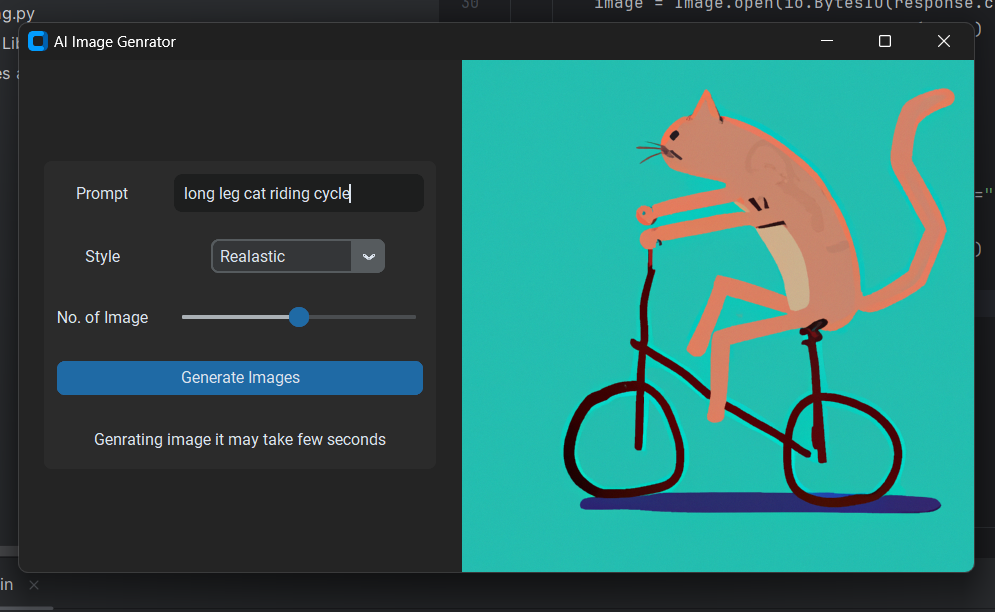 ng.py
30
image = Image.open(io.BytesIO(response.c
Lib
es a
AI Image Genrator
Prompt
long leg cat riding cycle
Style
Realastic
No. of Image
Generate Images
Genrating image it may take few seconds
="
)
in